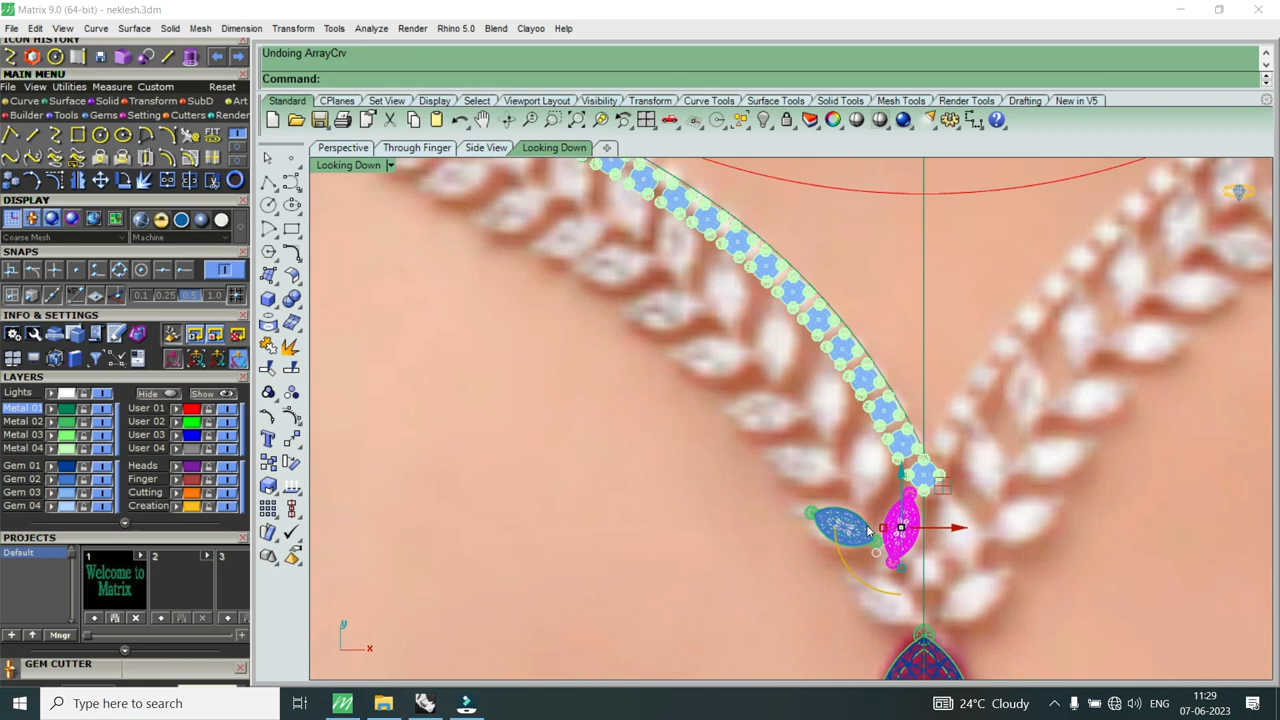 Matrix 9.0 (64-bit) - neklesh.3dm
File Edit View Curve Surface Solid Mesh Dimension Transform Tools Analyze Render Rhino 5.0 Blend Clayoo Help
ICON HISTORY
Undoing ArrayCrv
Command:
MAIN MENU
File View Utilities Measure Custom Reset
Curve Surface Solid Transform SubD Art
Builder Tools Gems Setting Cutters Render
Standard CPlanes Set View Display Select Viewport Layout Visibility Transform Curve Tools Surface Tools Solid Tools Mesh Tools Render Tools Drafting New in V5
FIT
Perspective Through Finger Side View Looking Down
Looking Down
DISPLAY
Coarse Mesh Machine
SNAPS
0.1 0.25 0.5 1.0
INFO & SETTINGS
LAYERS
Lights Hide Show
Metal 01 User 01
Metal 02 User 02
Metal 03 User 03
Metal 04 User 04
Gem 01 Heads
Gem 02 Finger
Gem 03 Cutting
Gem 04 Creation
PROJECTS
Default 1 2 3
Welcome to Matrix
Mngr
GEM CUTTER
y
x
Type here to search
24°C Cloudy
ENG
11:29
07-06-2023